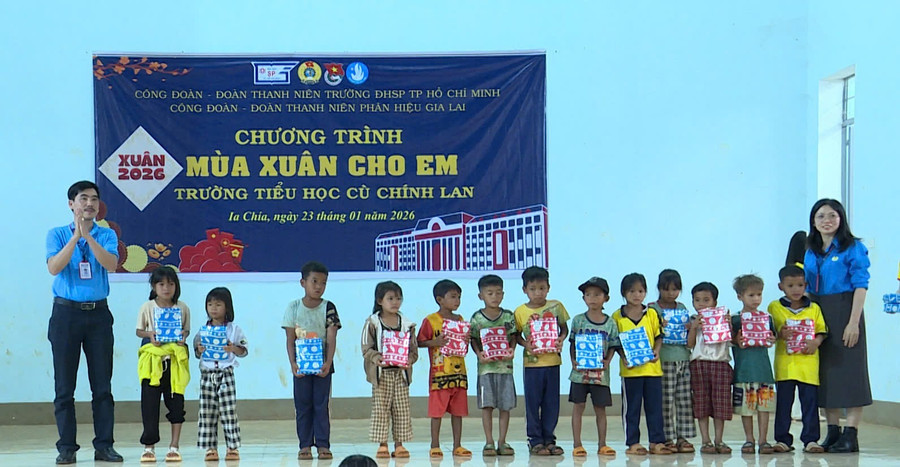 SP
CÔNG ĐOÀN - ĐOÀN THANH NIÊN TRƯỜNG ĐHSP TP HỒ CHÍ MINH
CÔNG ĐOÀN - ĐOÀN THANH NIÊN PHÂN HIỆU GIA LAI
CHƯƠNG TRÌNH
XUÂN
2026
MÙA XUÂN CHO EM
TRƯỜNG TIỂU HỌC CÙ CHÍNH LAN
Ia Chía, ngày 23 tháng 01 năm 2026